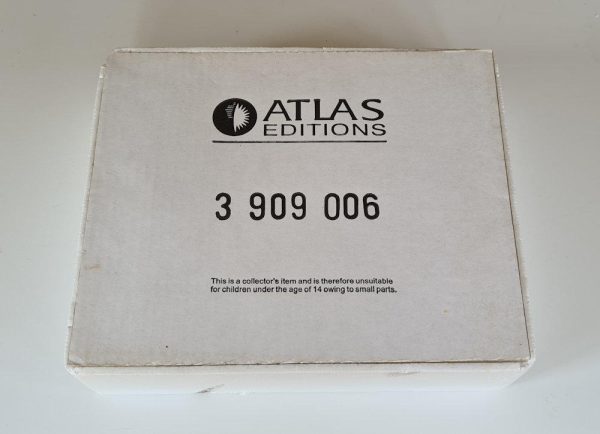 ATLAS
EDITIONS
3 909 006
This is a collector's item and is therefore unsuitable
for children under the age of 14 owing to small parts.